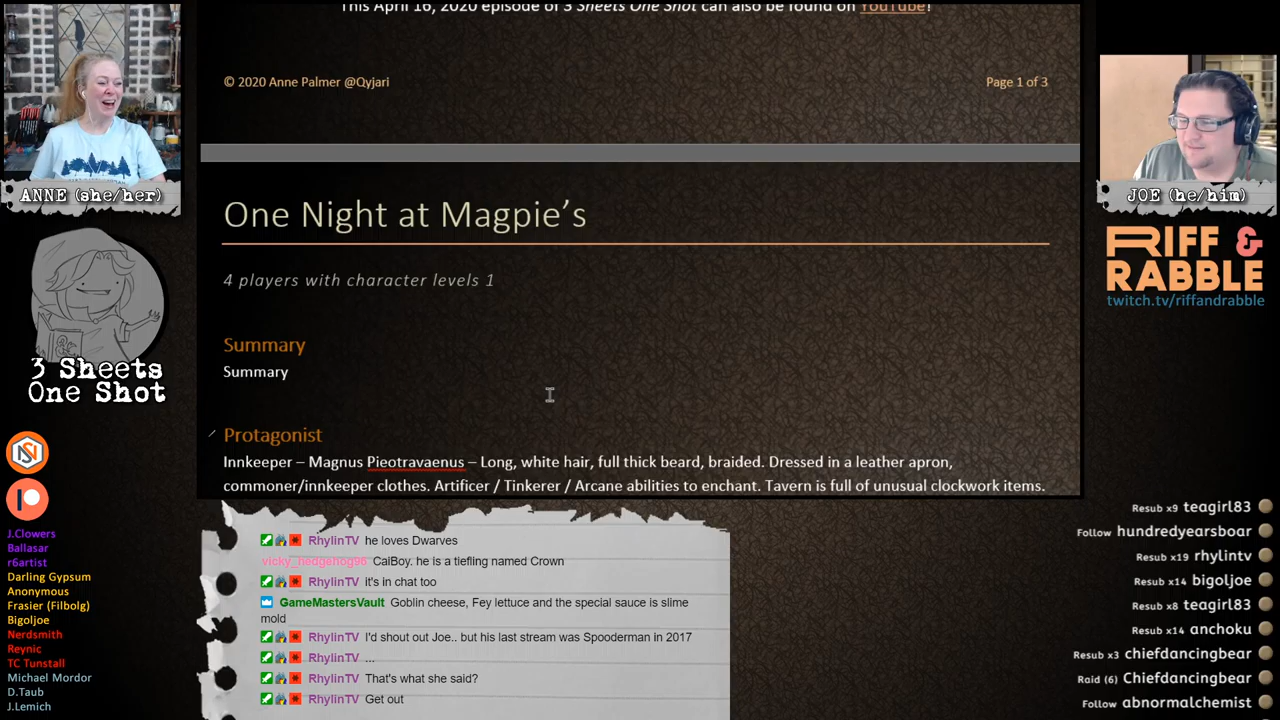 This April 16, 2020 episode of 3 Sheets One Shot can also be found on YouTube!
© 2020 Anne Palmer @Qyjari
Page 1 of 3
ANNE (she/her)
JOE (he/him)
One Night at Magpie's
4 players with character levels 1
Summary
Summary
Protagonist
Innkeeper – Magnus Pieotravaenus – Long, white hair, full thick beard, braided. Dressed in a leather apron,
commoner/innkeeper clothes. Artificer / Tinkerer / Arcane abilities to enchant. Tavern is full of unusual clockwork items.
RIFF &
RABBLE
twitch.tv/riffandrabble
3 Sheets
One Shot
J.Clowers
Ballasar
r6artist
Darling Gypsum
Anonymous
Frasier (Filbolg)
Bigoljoe
Nerdsmith
Reynic
TC Tunstall
Michael Mordor
D.Taub
J.Lemich
RhylinTV he loves Dwarves
vicky_hedgehog96 CaiBoy. he is a tiefling named Crown
RhylinTV it's in chat too
GameMastersVault Goblin cheese, Fey lettuce and the special sauce is slime
mold
RhylinTV I'd shout out Joe.. but his last stream was Spooderman in 2017
RhylinTV ...
RhylinTV That's what she said?
RhylinTV Get out
Resub x9 teagirl83
Follow hundredyearsboar
Resub x19 rhylintv
Resub x14 bigoljoe
Resub x8 teagirl83
Resub x14 anchoku
Resub x3 chiefdancingbear
Raid (6) Chiefdancingbear
Follow abnormalchemist